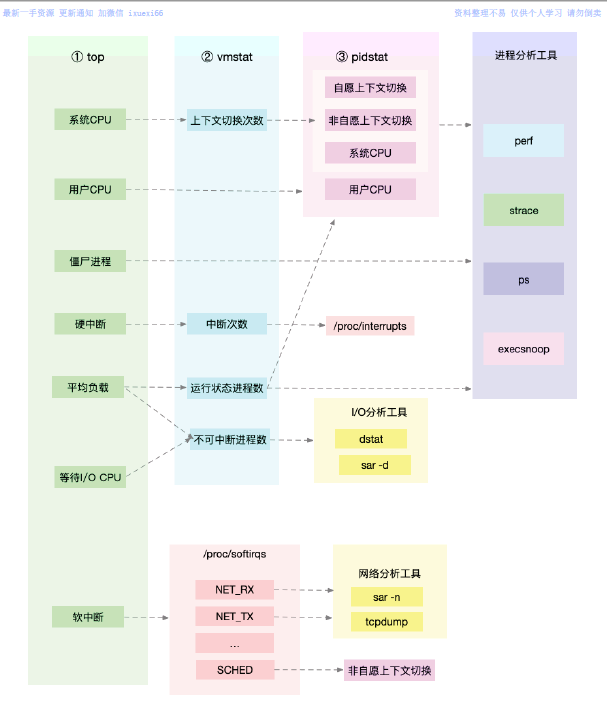 最新一手资源 更新通知 加微信 ixuexi66
资料整理不易 仅供个人学习 请勿倒卖
① top
② vmstat
③ pidstat
进程分析工具
自愿上下文切换
系统CPU
上下文切换次数
非自愿上下文切换
perf
系统CPU
用户CPU
用户CPU
strace
僵尸进程
ps
硬中断
中断次数
/proc/interrupts
execsnoop
平均负载
运行状态进程数
I/O分析工具
不可中断进程数
dstat
sar -d
等待I/O CPU
/proc/softirqs
网络分析工具
NET_RX
sar -n
软中断
NET_TX
tcpdump
...
SCHED
非自愿上下文切换